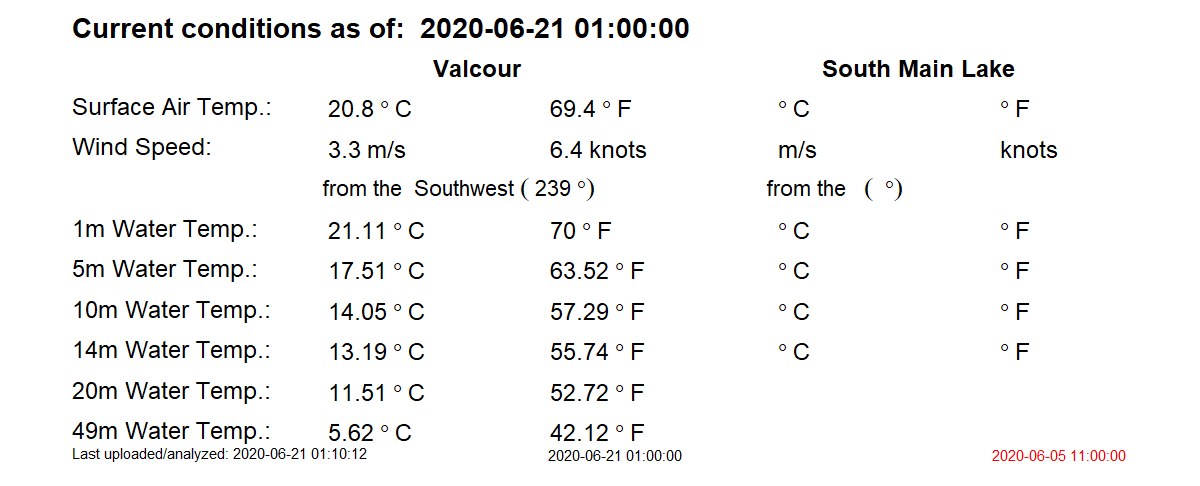 Current conditions as of: 2020-06-21 01:00:00
Valcour South Main Lake
Surface Air Temp.: 20.8 ° C 69.4 ° F ° C ° F
Wind Speed: 3.3 m/s 6.4 knots m/s knots
from the Southwest ( 239 °) from the ( °)
1m Water Temp.: 21.11 ° C 70 ° F ° C ° F
5m Water Temp.: 17.51 ° C 63.52 ° F ° C ° F
10m Water Temp.: 14.05 ° C 57.29 ° F ° C ° F
14m Water Temp.: 13.19 ° C 55.74 ° F ° C ° F
20m Water Temp.: 11.51 ° C 52.72 ° F
49m Water Temp.: 5.62 ° C 42.12 ° F
Last uploaded/analyzed: 2020-06-21 01:10:12 2020-06-21 01:00:00 2020-06-05 11:00:00